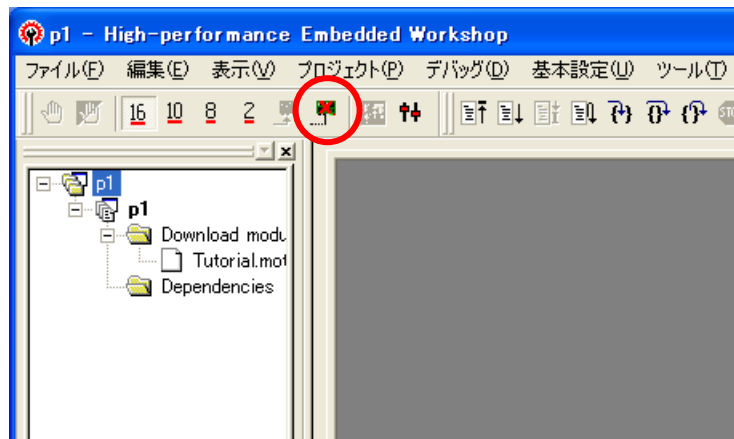 p1 - High-performance Embedded Workshop
ファイル(F) 編集(E) 表示(V) プロジェクト(P) デバッグ(D) 基本設定(U) ツール(T)
16 10 8 2
p1
p1
Download modu
Tutorial.mot
Dependencies